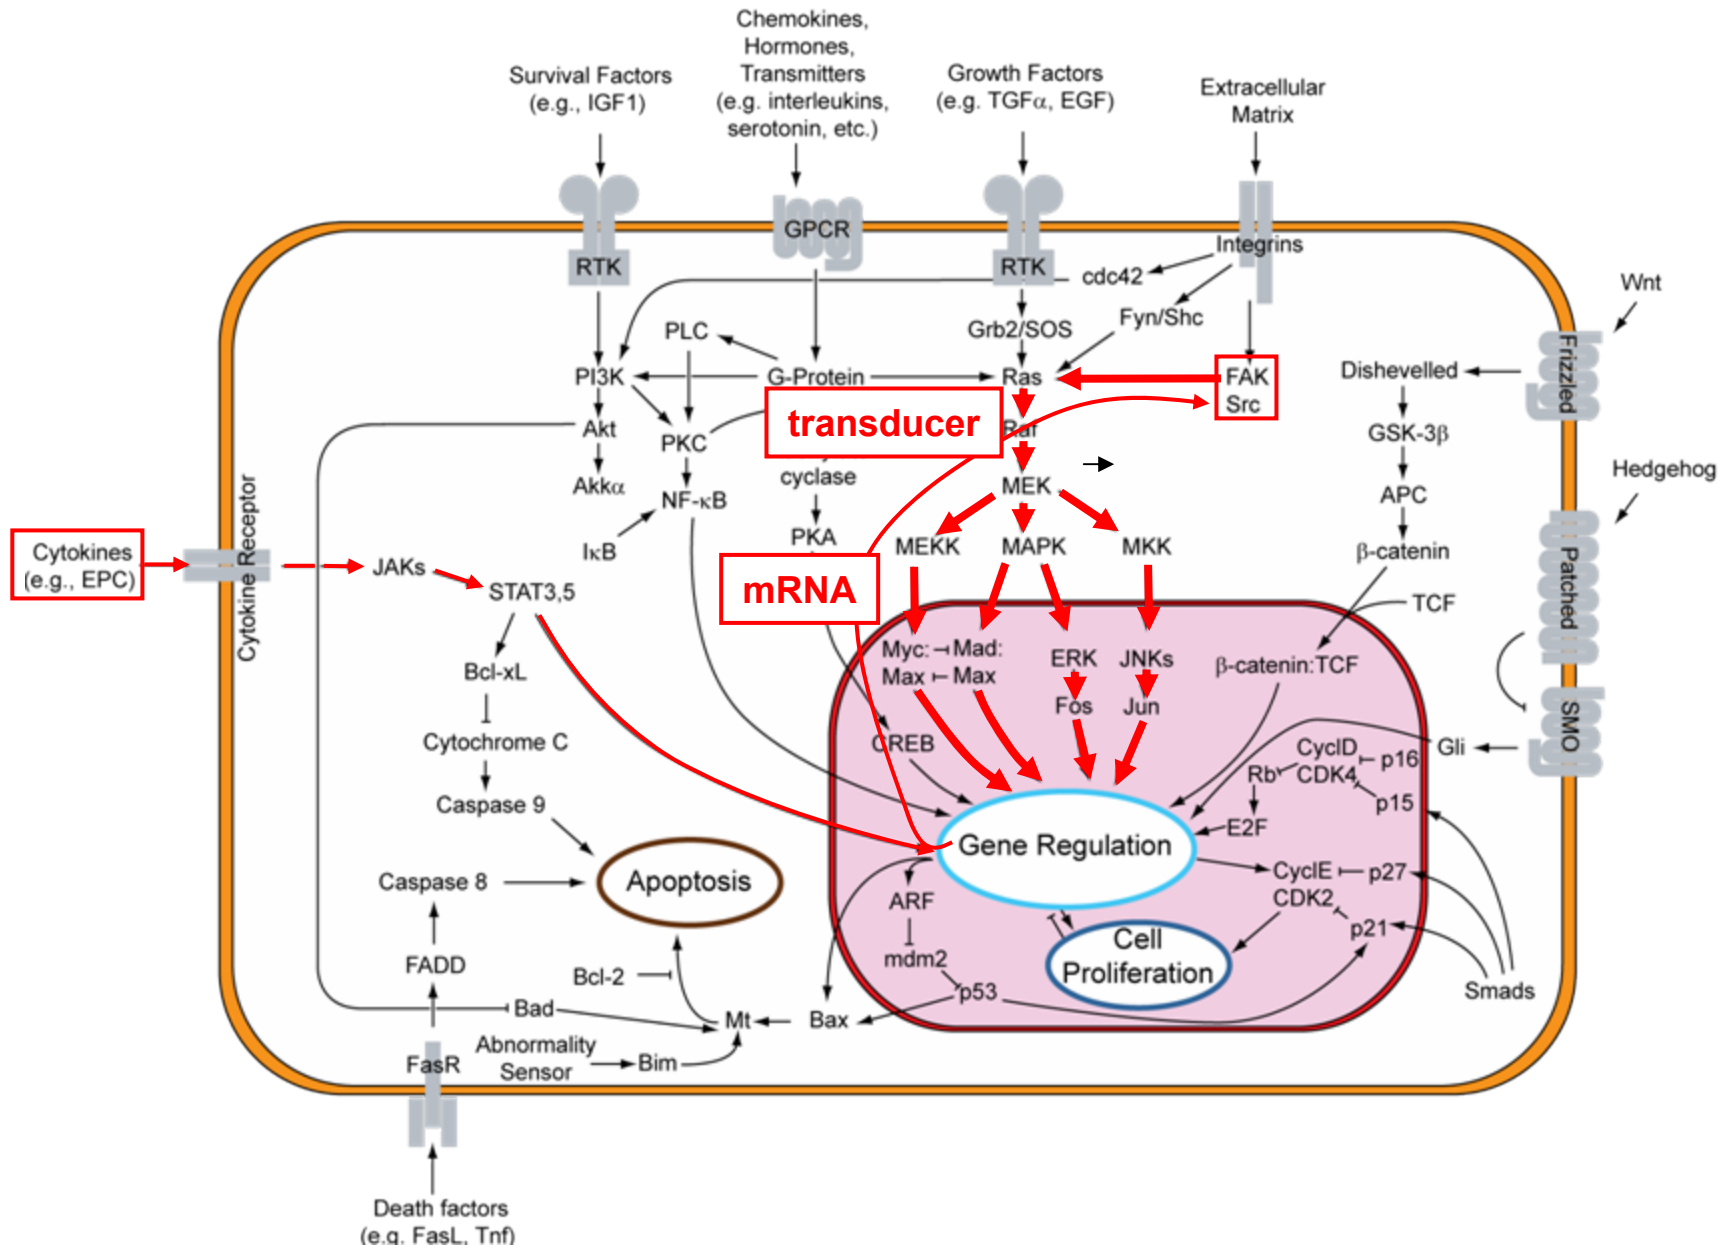 Chemokines,
Hormones,
Transmitters
(e.g. interleukins,
serotonin, etc.)
Survival Factors
(e.g., IGF1)
Growth Factors
(e.g. TGFα, EGF)
Extracellular
Matrix
RTK
GPCR
RTK
Integrins
cdc42
Fyn/Shc
Wnt
Frizzled
Grb2/SOS
PLC
PI3K
G-Protein
Ras
FAK
Src
Dishevelled
transducer
Raf
Akt
PKC
GSK-3β
cyclase
Akkα
NF-κB
MEK
APC
Hedgehog
Patched
PKA
IκB
MEKK
MAPK
MKK
β-catenin
Cytokines
(e.g., EPC)
Cytokine Receptor
JAKs
STAT3,5
mRNA
TCF
Myc:
Mad:
Max
Max
ERK
JNKs
β-catenin:TCF
Bcl-xL
Fos
Jun
CREB
SMO
Gli
Cytochrome C
CyclD
CDK4
p16
Rb
p15
Caspase 9
E2F
Gene Regulation
Caspase 8
Apoptosis
ARF
CyclE
CDK2
p27
p21
Cell
Proliferation
mdm2
FADD
Bcl-2
p53
Smads
Bad
Mt
Bax
Abnormality
Sensor
Bim
FasR
Death factors
(e.g. FasL, Tnf)